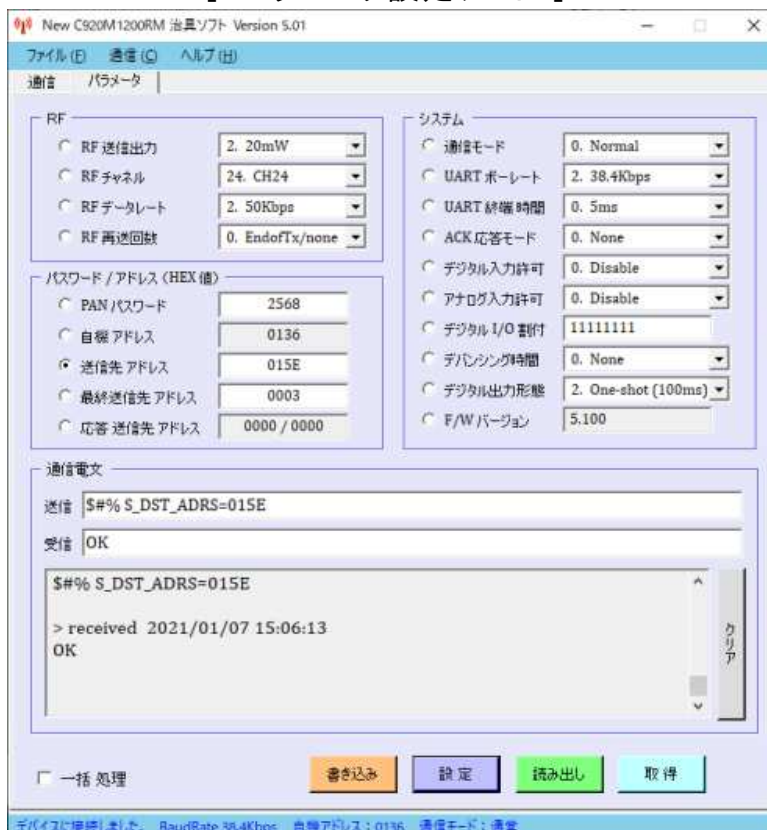 New C920M1200RM 治具ソフト Version 5.01
ファイル(F) 通信(C) ヘルプ(H)
通信 パラメータ
RF
RF 送信出力 2. 20mW
RF チャネル 24. CH24
RF データレート 2. 50Kbps
RF 再送回数 0. EndofTx/none
パスワード / アドレス (HEX 値)
PAN パスワード 2568
自機 アドレス 0136
送信先 アドレス 015E
最終送信先 アドレス 0003
応答 送信先 アドレス 0000 / 0000
システム
通信モード 0. Normal
UART ボーレート 2. 38.4Kbps
UART 終端 時間 0. 5ms
ACK 応答モード 0. None
デジタル入力許可 0. Disable
アナログ入力許可 0. Disable
デジタル I/O 割付 11111111
デバンシング時間 0. None
デジタル出力形態 2. One-shot (100ms)
F/W バージョン 5.100
通信電文
送信 $#% S_DST_ADRS=015E
受信 OK
$#% S_DST_ADRS=015E
> received 2021/01/07 15:06:13
OK
クリア
一括 処理
書き込み 設 定 読み出し 取 得
デバイスに接続しました。 BaudRate 38.4Kbps 自機アドレス : 0136 通信モード : 通常